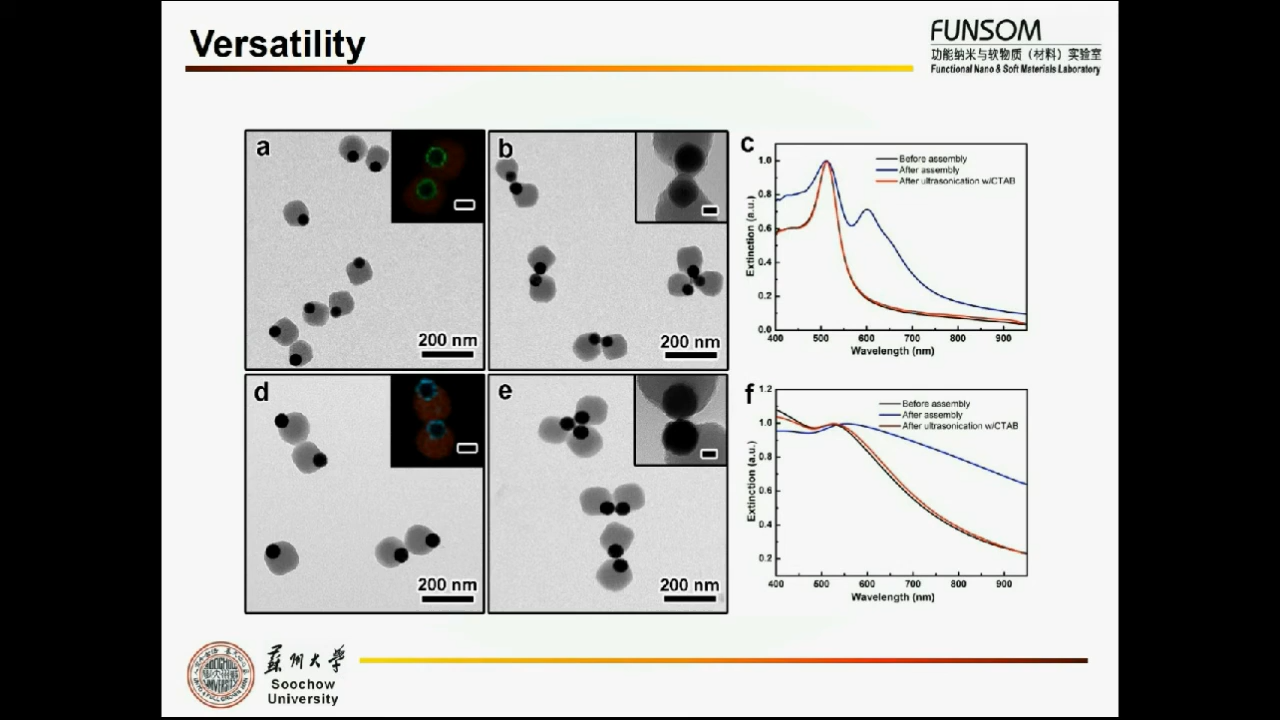 Versatility
FUNSOM
功能纳米与软物质（材料）实验室
Functional Nano & Soft Materials Laboratory
a
200 nm
b
200 nm
c
Before assembly
After assembly
After ultrasonication w/CTAB
Extinction (a.u.)
1.0
0.8
0.6
0.4
0.2
0.0
400 500 600 700 800 900
Wavelength (nm)
d
200 nm
e
200 nm
f
Before assembly
After assembly
After ultrasonication w/CTAB
Extinction (a.u.)
1.2
1.0
0.8
0.6
0.4
0.2
400 500 600 700 800 900
Wavelength (nm)
蘇州大學
Soochow
University